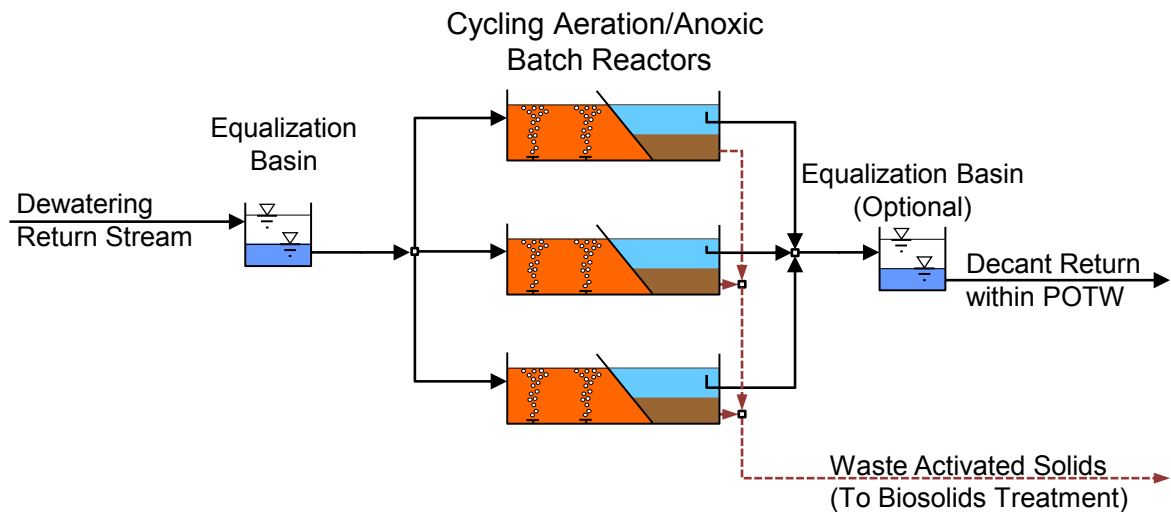 Cycling Aeration/Anoxic
Batch Reactors
Equalization
Basin
Dewatering
Return Stream
Equalization Basin
(Optional)
Decant Return
within POTW
Waste Activated Solids
(To Biosolids Treatment)